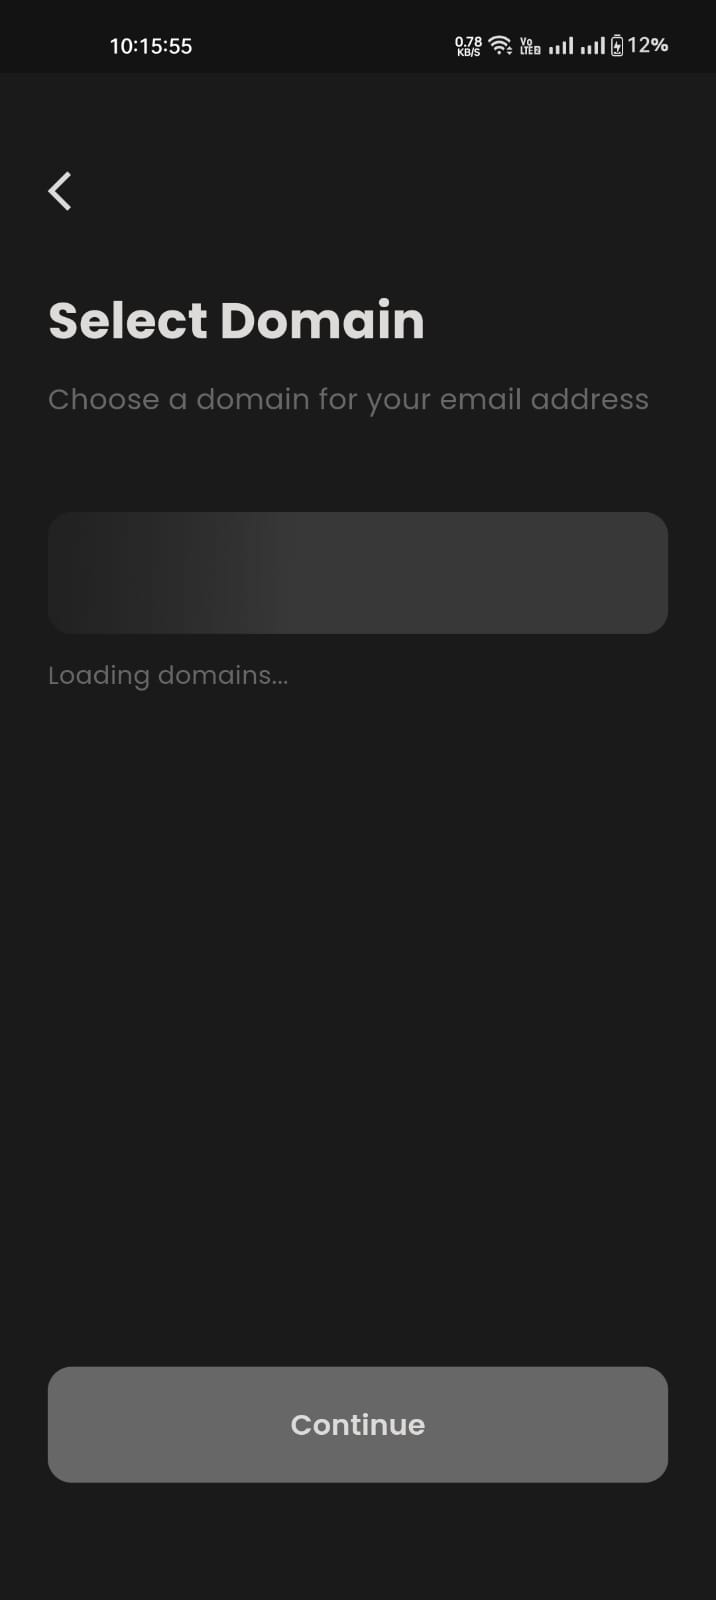 10:15:55
0.78 KB/S Vo LTE 2 12%
Select Domain
Choose a domain for your email address
Loading domains...
Continue